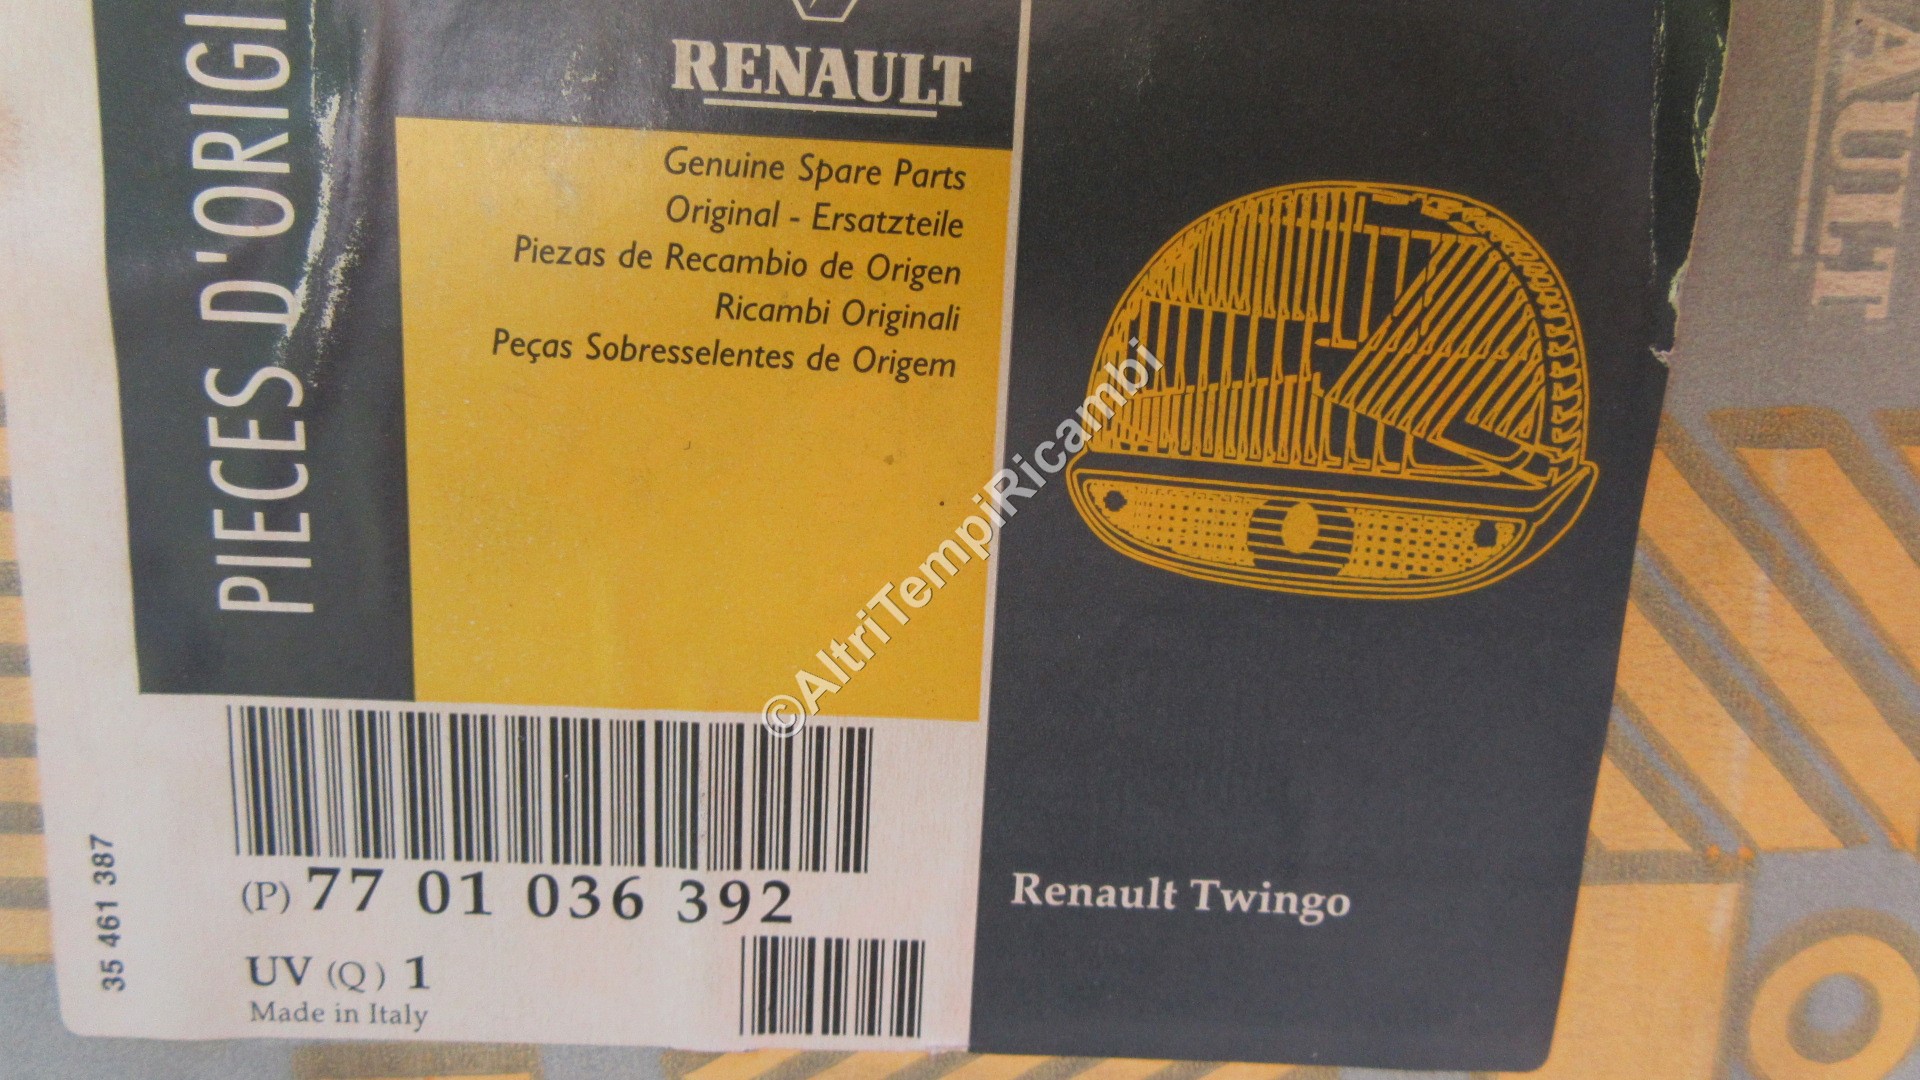 PIECES D'ORIGI
RENAULT
Genuine Spare Parts
Original - Ersatzteile
Piezas de Recambio de Origen
Ricambi Originali
Peças Sobresselentes de Origem
©AltriTempiRicambi
(P) 77 01 036 392
UV (Q) 1
Made in Italy
35 461 387
Renault Twingo
AULT